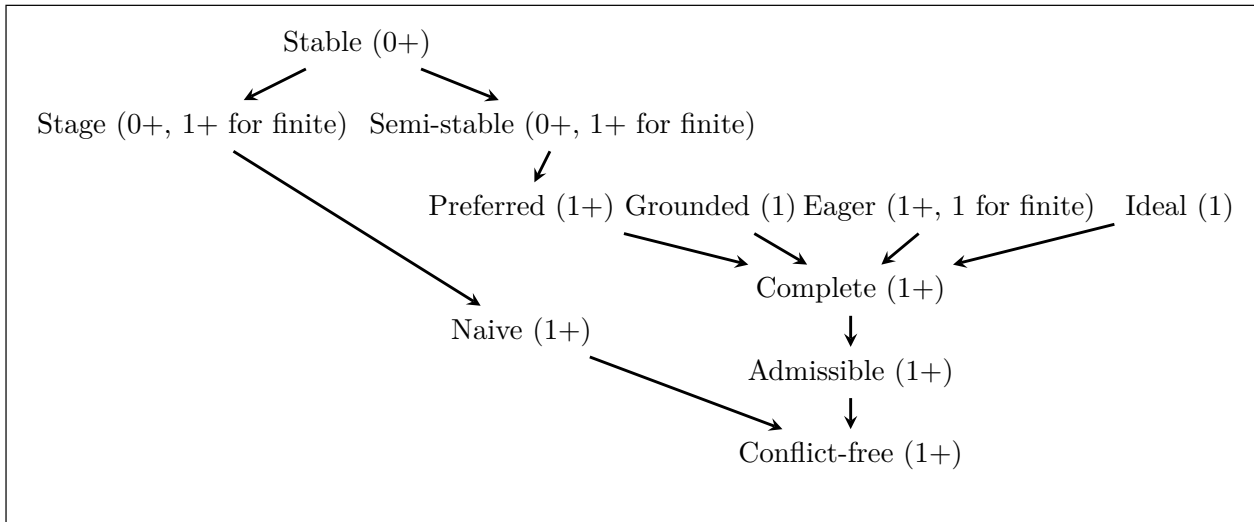 Stable (0+)
Stage (0+, 1+ for finite) Semi-stable (0+, 1+ for finite)
Preferred (1+) Grounded (1) Eager (1+, 1 for finite) Ideal (1)
Complete (1+)
Naive (1+)
Admissible (1+)
Conflict-free (1+)